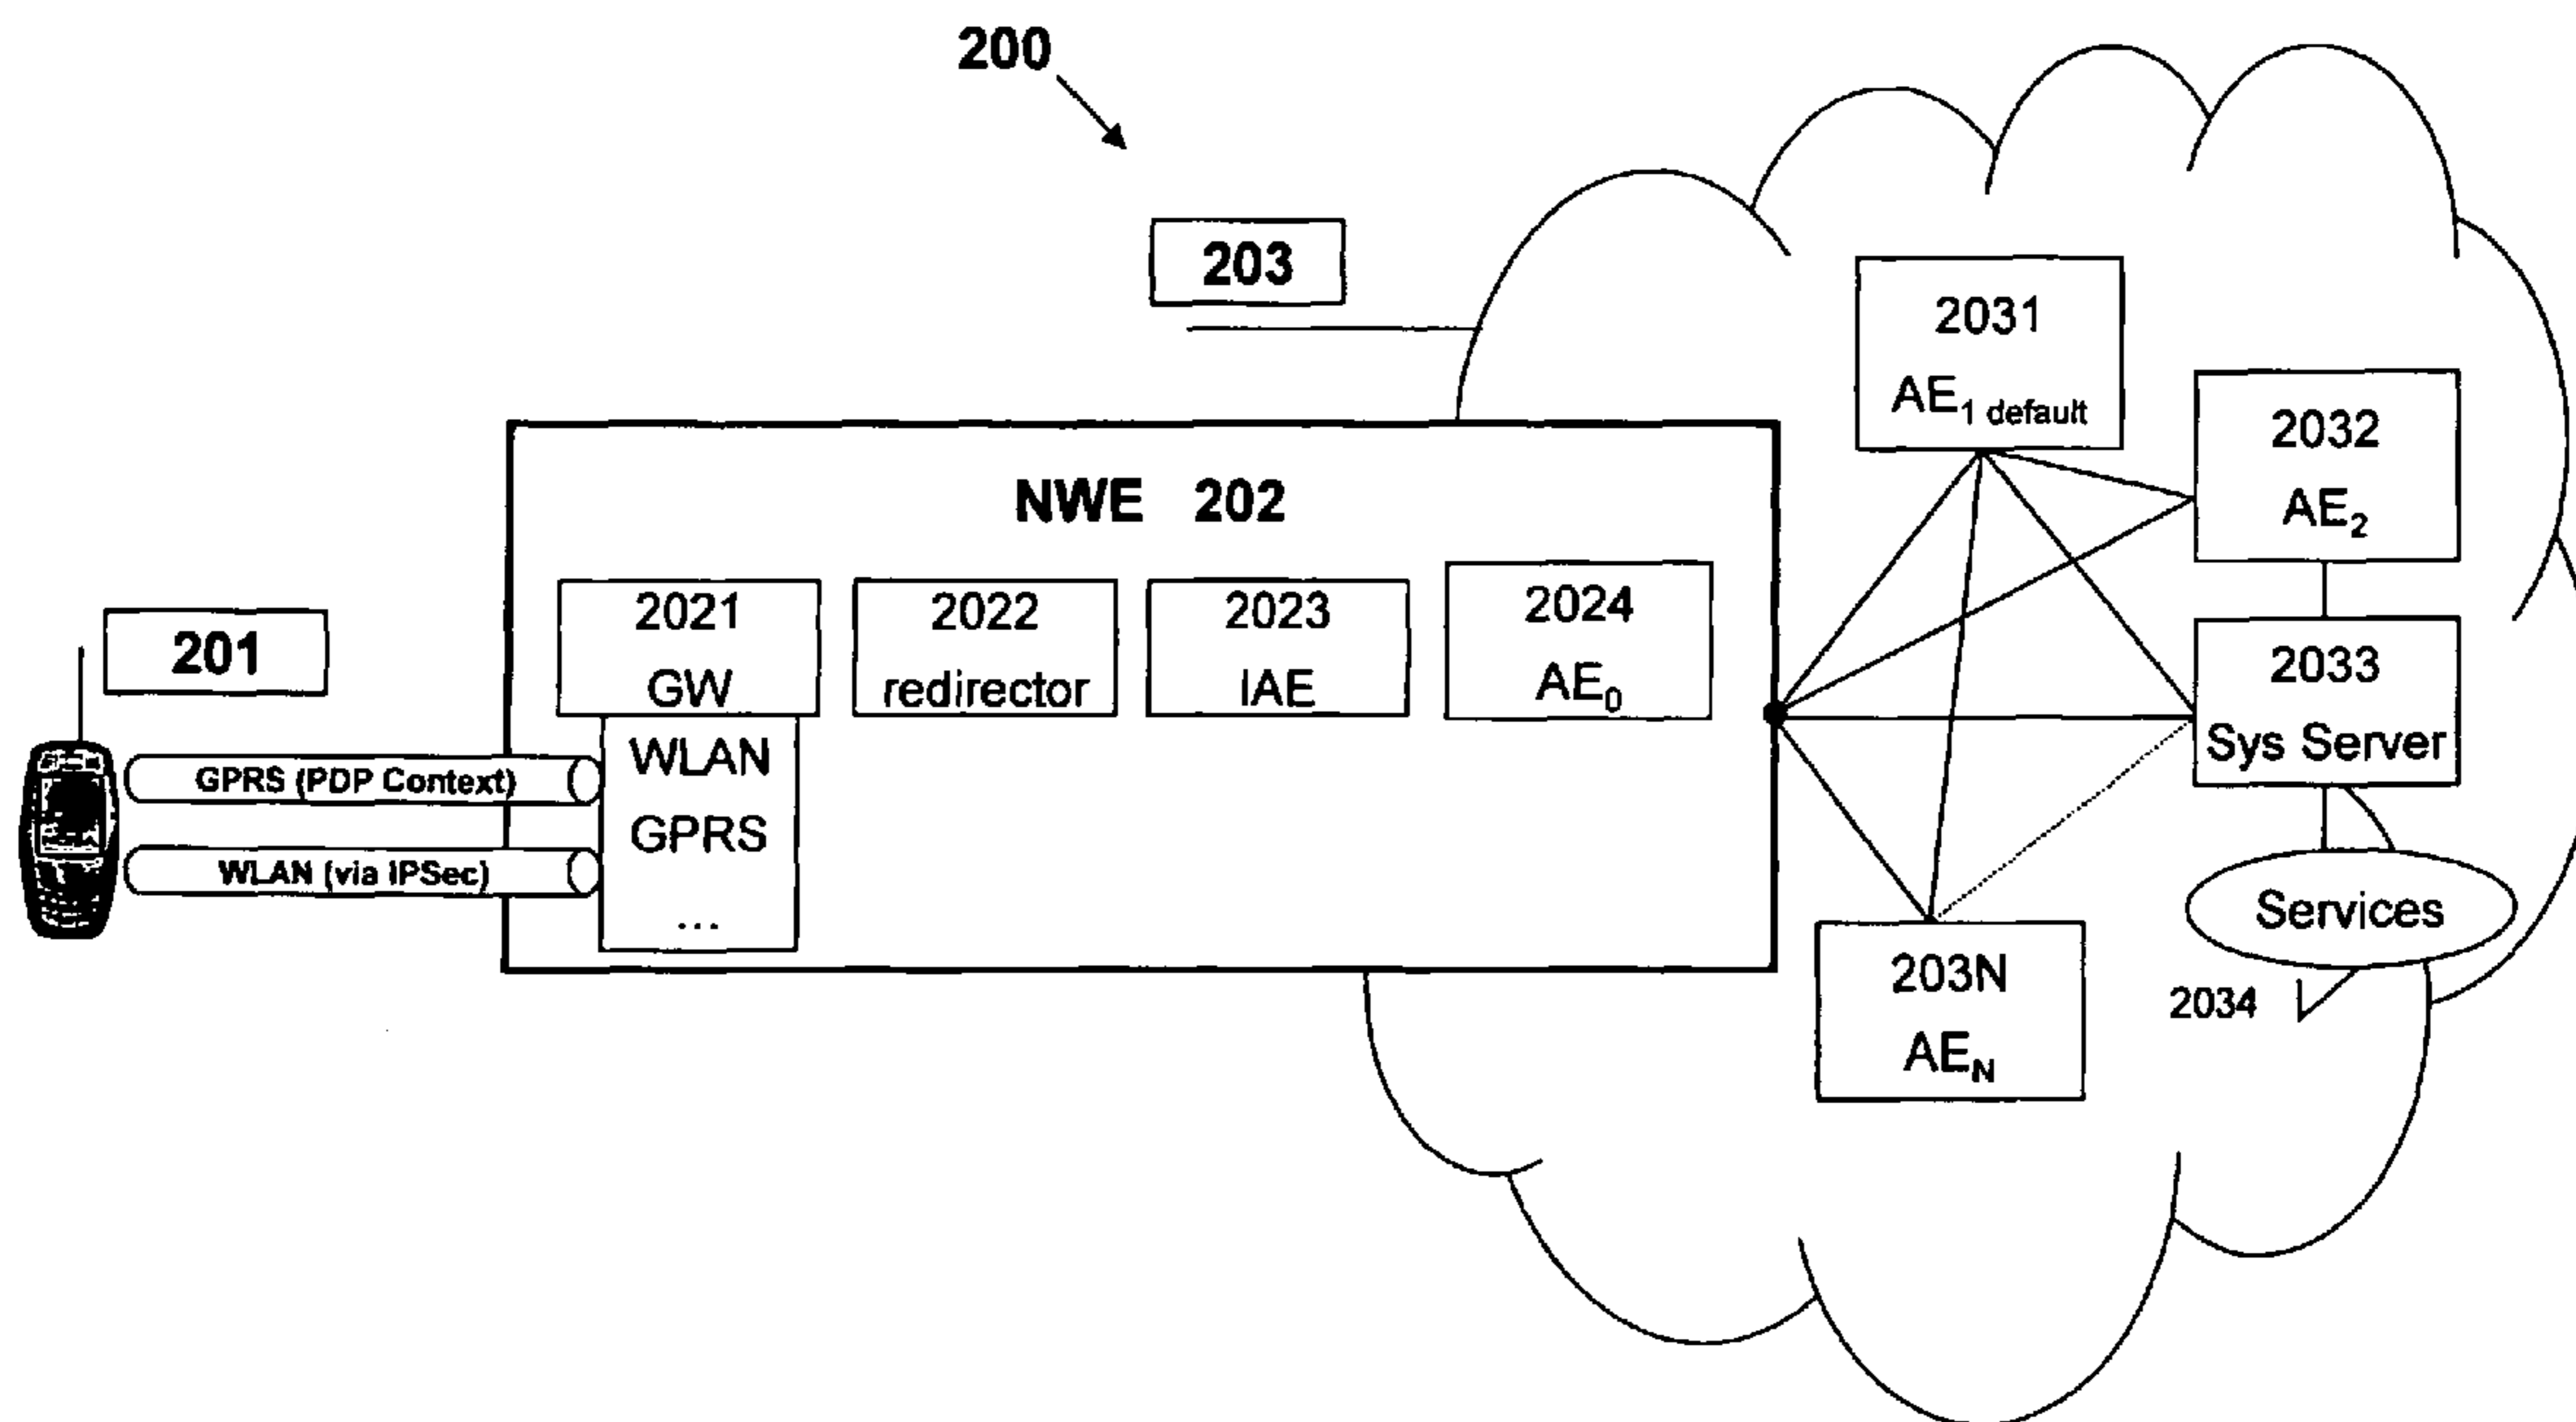 200
203
2031
AE1 default
2032
AE2
NWE 202
2021
GW
2022
redirector
2023
IAE
2024
AE0
201
2033
Sys Server
WLAN
GPRS
...
GPRS (PDP Context)
WLAN (via IPSec)
Services
203N
AEN
2034